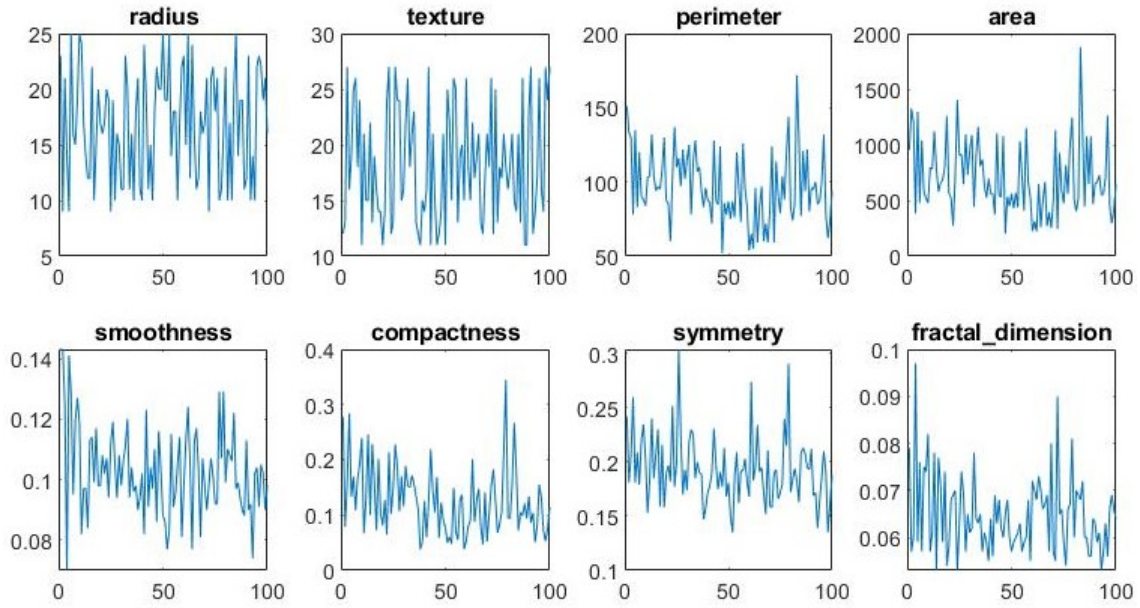 radius texture perimeter area
25 30 200 2000
20 25 150 1500
15 20 100 1000
10 15 500
5 10 50 0
0 50 100 0 50 100 0 50 100 0 50 100
smoothness compactness symmetry fractal_dimension
0.14 0.4 0.3 0.1
0.12 0.3 0.25 0.09
0.1 0.2 0.2 0.08
0.08 0.1 0.15 0.07
0 0.1 0.06
0 50 100 0 50 100 0 50 100 0 50 100